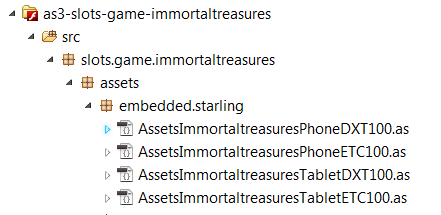 as3-slots-game-immortaltreasures
src
slots.game.immortaltreasures
assets
embedded.starling
AssetsImmortaltreasuresPhoneDXT100.as
AssetsImmortaltreasuresPhoneETC100.as
AssetsImmortaltreasuresTabletDXT100.as
AssetsImmortaltreasuresTabletETC100.as